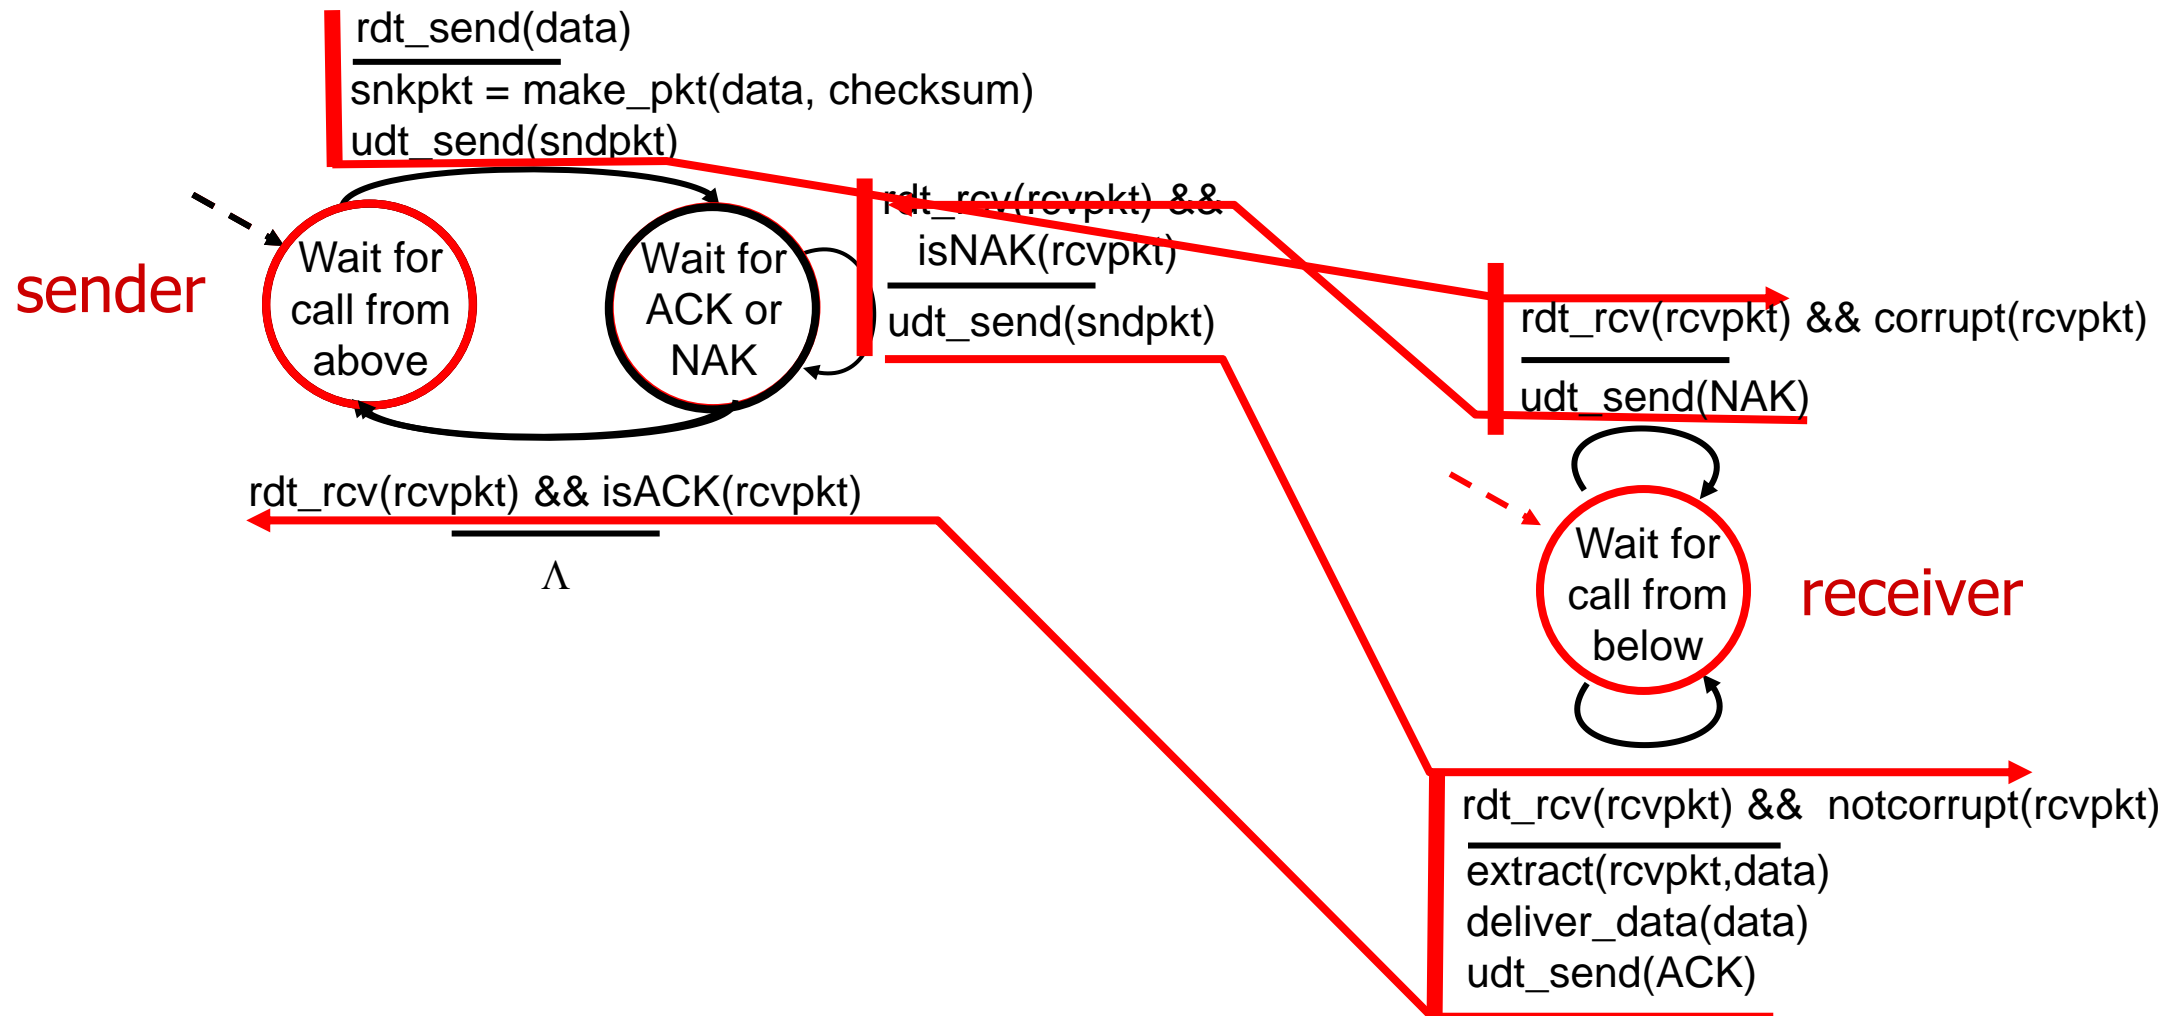 rdt_send(data)
snkpkt = make_pkt(data, checksum)
udt_send(sndpkt)
rdt_rcv(rcvpkt) &&
isNAK(rcvpkt)
udt_send(sndpkt)
sender
Wait for
call from
above
Wait for
ACK or
NAK
rdt_rcv(rcvpkt) && isACK(rcvpkt)
Λ
rdt_rcv(rcvpkt) && corrupt(rcvpkt)
udt_send(NAK)
Wait for
call from
below
receiver
rdt_rcv(rcvpkt) && notcorrupt(rcvpkt)
extract(rcvpkt,data)
deliver_data(data)
udt_send(ACK)